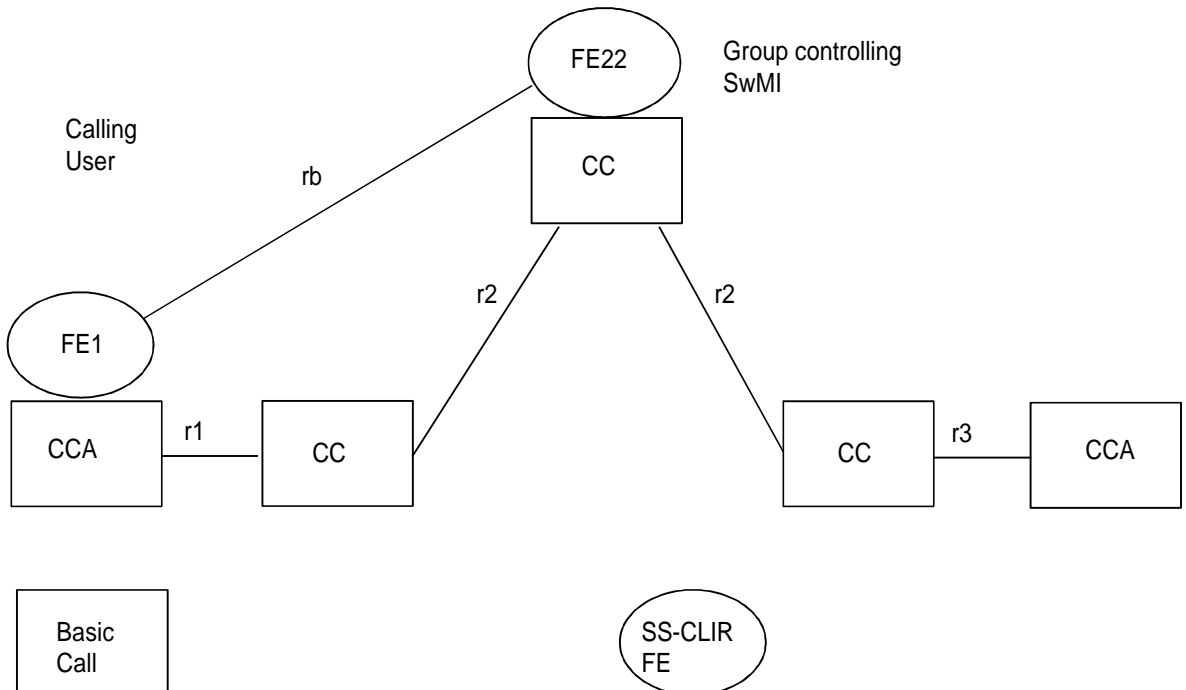 FE22
Group controlling
SwMI
Calling
User
CC
rb
r2
r2
FE1
CCA
r1
CC
CC
r3
CCA
Basic
Call
SS-CLIR
FE